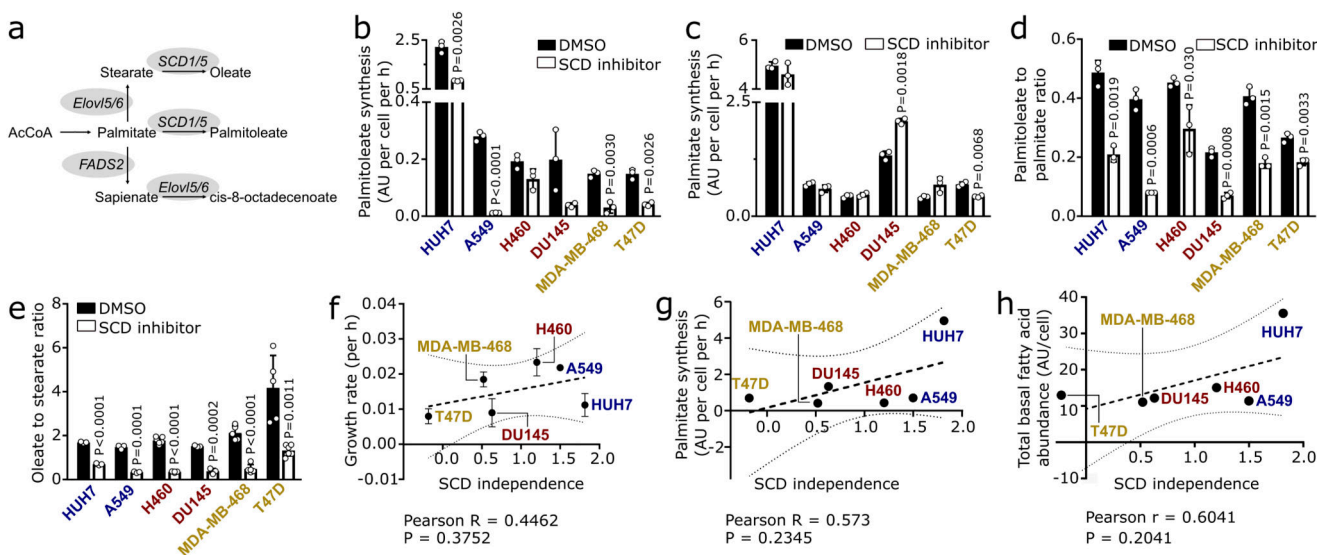 a
SCD1/5
Stearate
Oleate
Elovl5/6
SCD1/5
AcCoA
Palmitate
Palmitoleate
FADS2
Elovl5/6
Sapienate
cis-8-octadecenoate
b
Palmitoleate synthesis
(AU per cell per h)
2.5
0.4
0.2
0.0
DMSO
SCD inhibitor
P=0.0026
P<0.0001
P=0.0030
P=0.0026
HUH7
A549
H460
DU145
MDA-MB-468
T47D
c
Palmitate synthesis
(AU per cell per h)
6
4
2.5
0.0
DMSO
SCD inhibitor
P=0.0018
P=0.0068
HUH7
A549
H460
DU145
MDA-MB-468
T47D
d
Palmitoleate to
palmitate ratio
0.6
0.4
0.2
0.0
DMSO
SCD inhibitor
P=0.0019
P=0.0006
P=0.030
P=0.0008
P=0.0015
P=0.0033
HUH7
A549
H460
DU145
MDA-MB-468
T47D
e
Oleate to stearate ratio
8
6
4
2
0
DMSO
SCD inhibitor
P<0.0001
P=0.0001
P<0.0001
P=0.0002
P<0.0001
P=0.0011
HUH7
A549
H460
DU145
MDA-MB-468
T47D
f
Growth rate (per h)
0.04
0.03
0.02
0.01
0.00
-0.01
H460
MDA-MB-468
A549
T47D
HUH7
DU145
0.0
0.5
1.0
1.5
2.0
SCD independence
Pearson R = 0.4462
P = 0.3752
g
Palmitate synthesis
(AU per cell per h)
6
4
2
0
-2
MDA-MB-468
HUH7
DU145
T47D
H460
A549
0.0
0.5
1.0
1.5
2.0
SCD independence
Pearson R = 0.573
P = 0.2345
h
Total basal fatty acid
abundance (AU/cell)
40
30
20
10
0
-10
MDA-MB-468
HUH7
H460
DU145
A549
T47D
0.0
0.5
1.0
1.5
2.0
SCD independence
Pearson r = 0.6041
P = 0.2041